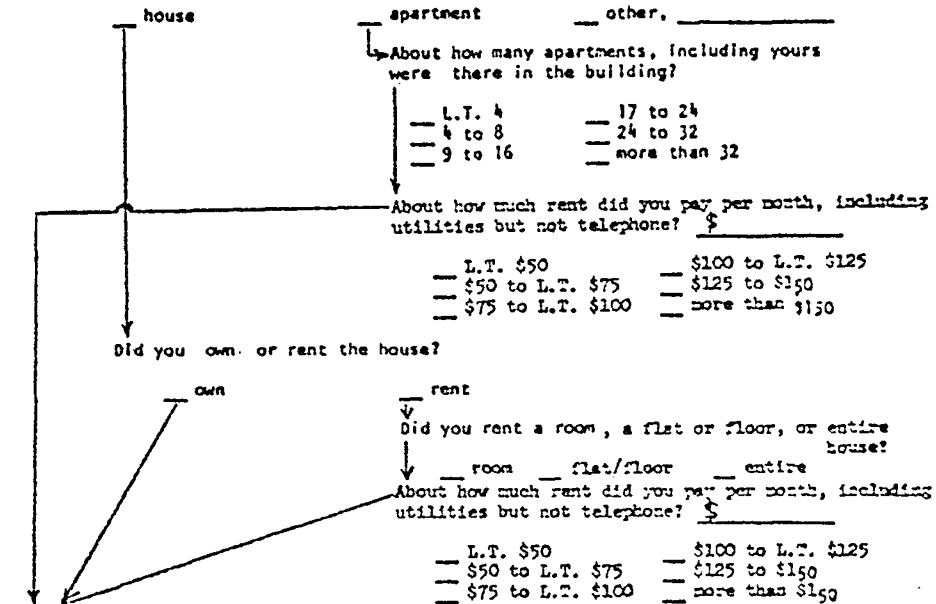 __ house __ apartment __ other, __________
About how many apartments, including yours
were there in the building?
__ L.T. 4 __ 17 to 24
__ 4 to 8 __ 24 to 32
__ 9 to 16 __ more than 32
About how much rent did you pay per month, including
utilities but not telephone? $__________
__ L.T. $50 __ $100 to L.T. $125
__ $50 to L.T. $75 __ $125 to $150
__ $75 to L.T. $100 __ more than $150
Did you own or rent the house?
__ own __ rent
Did you rent a room, a flat or floor, or entire
house?
__ room __ flat/floor __ entire
About how much rent did you pay per month, including
utilities but not telephone? $__________
__ L.T. $50 __ $100 to L.T. $125
__ $50 to L.T. $75 __ $125 to $150
__ $75 to L.T. $100 __ more than $150